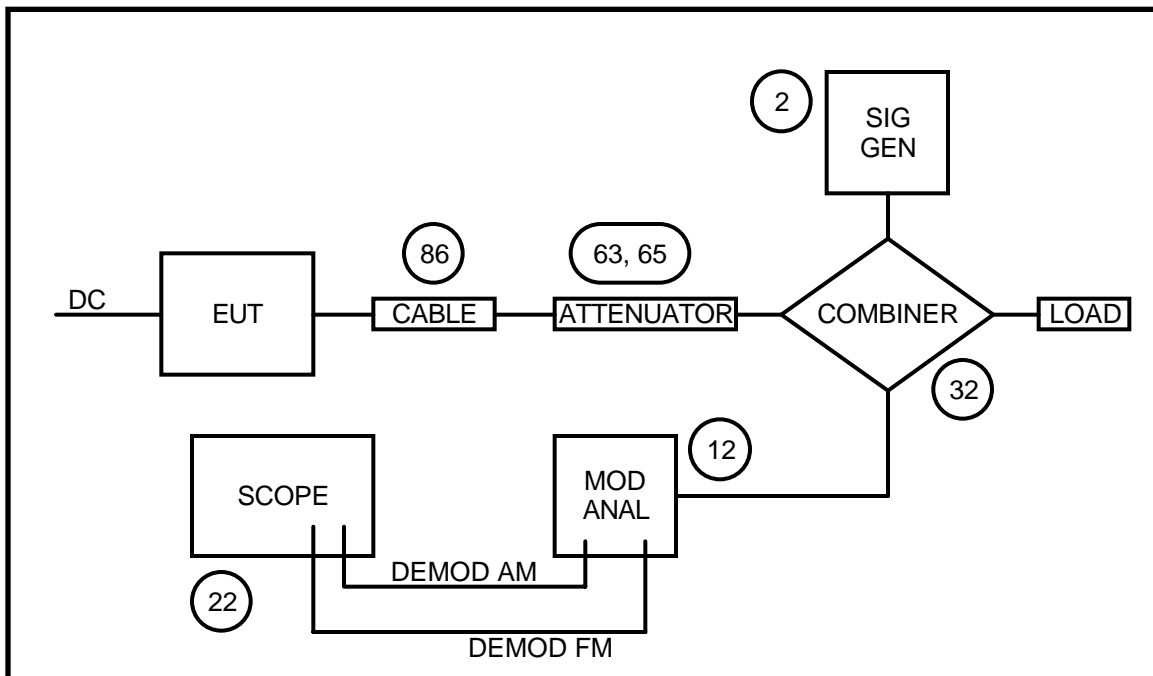 2
SIG
GEN
86
63, 65
DC
EUT
CABLE
ATTENUATOR
COMBINER
LOAD
32
12
SCOPE
MOD
ANAL
DEMOD AM
22
DEMOD FM